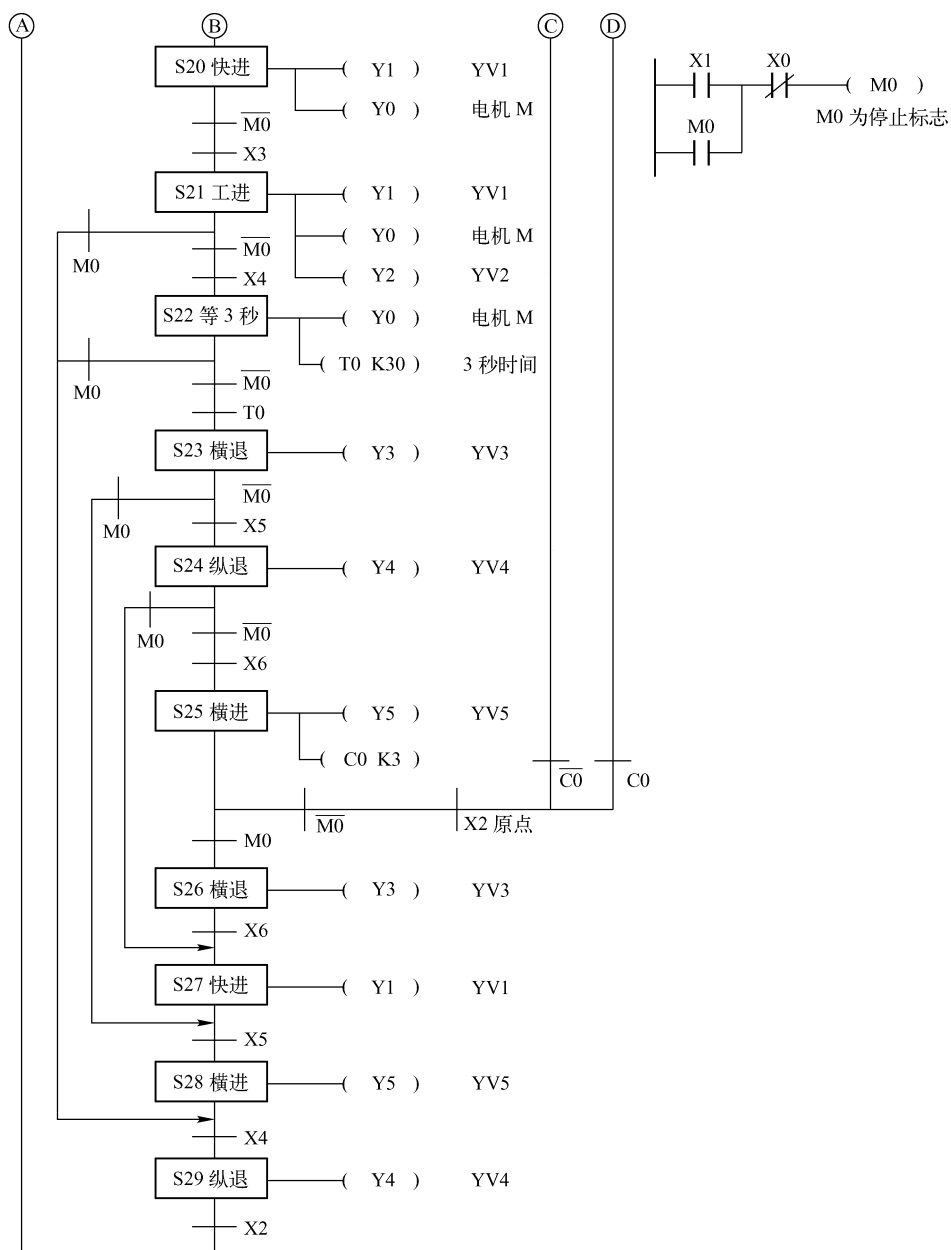 A B C D
S20 快进 ( Y1 ) YV1
( Y0 ) 电机 M
X1 X0 ( M0 )
M0 M0 为停止标志
M0̅
X3
S21 工进 ( Y1 ) YV1
( Y0 ) 电机 M
M0 M0̅
X4 ( Y2 ) YV2
S22 等 3 秒 ( Y0 ) 电机 M
( T0 K30 ) 3 秒时间
M0 M0̅
T0
S23 横退 ( Y3 ) YV3
M0̅
M0 X5
S24 纵退 ( Y4 ) YV4
M0 M0̅
X6
S25 横进 ( Y5 ) YV5
( C0 K3 )
C0̅ C0
M0̅ X2 原点
M0
S26 横退 ( Y3 ) YV3
X6
S27 快进 ( Y1 ) YV1
X5
S28 横进 ( Y5 ) YV5
X4
S29 纵退 ( Y4 ) YV4
X2